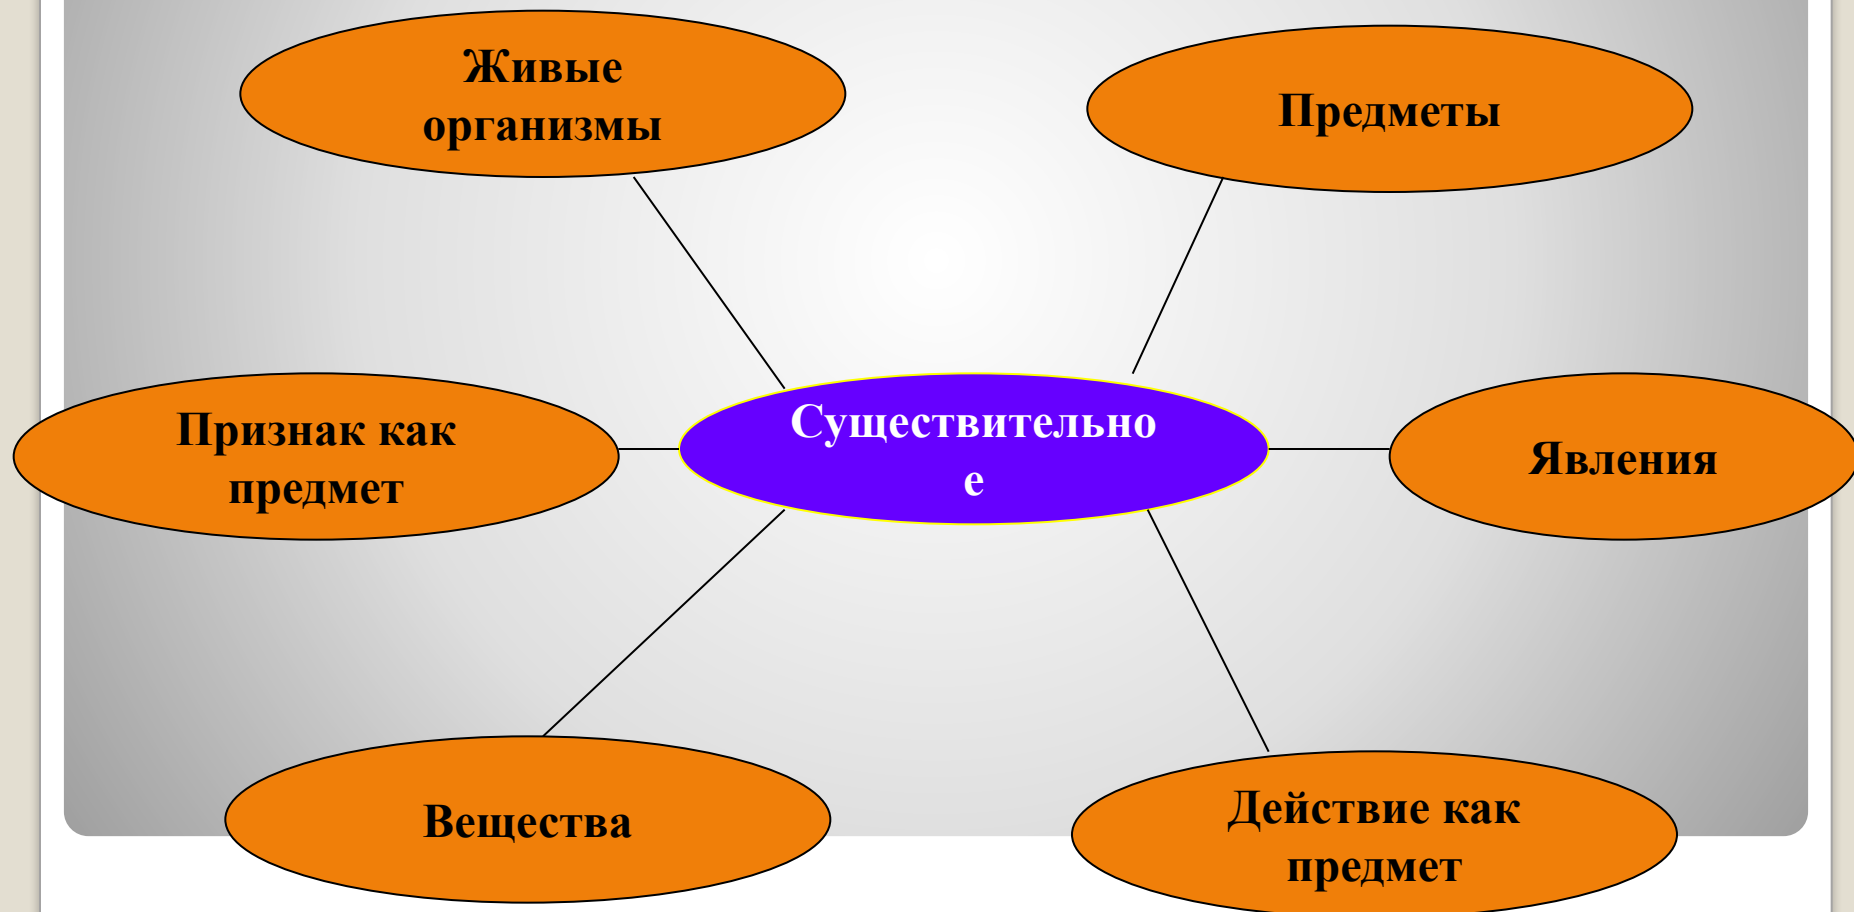 Живые
организмы
Предметы
Признак как
предмет
Существительно
е
Явления
Вещества
Действие как
предмет